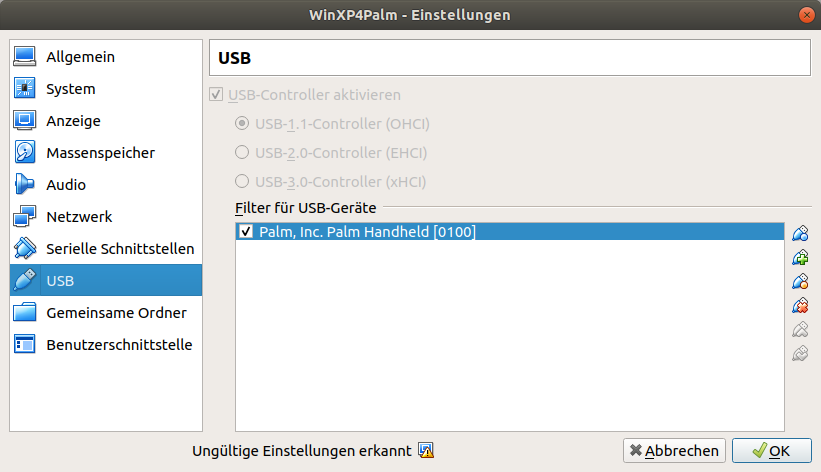 WinXP4Palm - Einstellungen
Allgemein
System
Anzeige
Massenspeicher
Audio
Netzwerk
Serielle Schnittstellen
USB
Gemeinsame Ordner
Benutzerschnittstelle
USB
USB-Controller aktivieren
USB-1.1-Controller (OHCI)
USB-2.0-Controller (EHCI)
USB-3.0-Controller (xHCI)
Filter für USB-Geräte
Palm, Inc. Palm Handheld [0100]
Ungültige Einstellungen erkannt
Abbrechen
OK